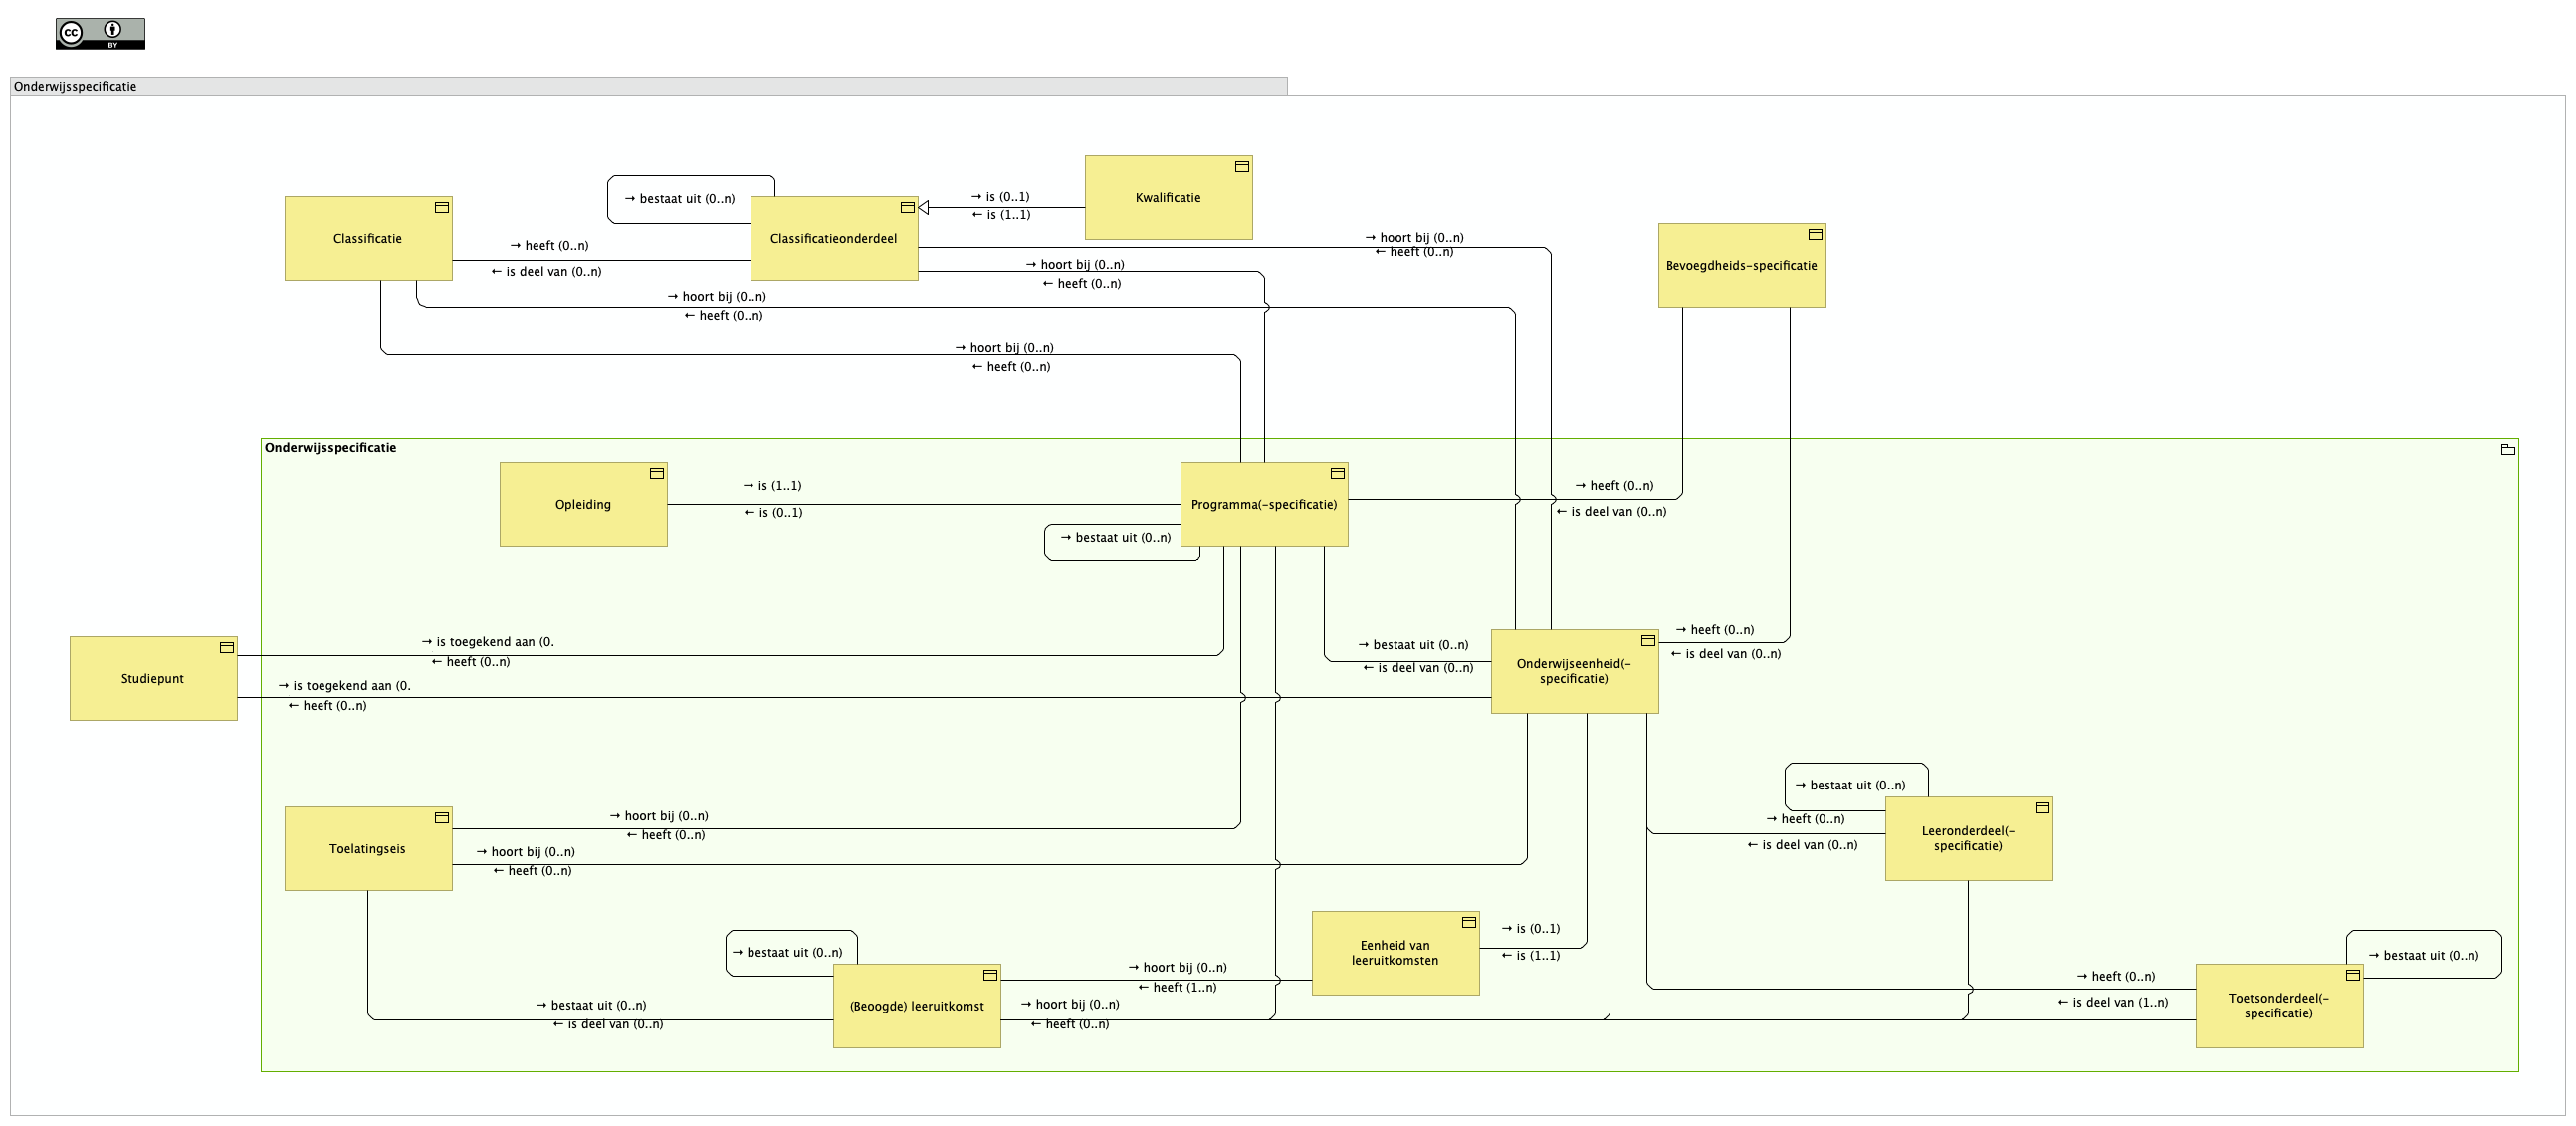 cc
BY
Onderwijsspecificatie
Kwalificatie
→ is (0..1)
← is (1..1)
→ bestaat uit (0..n)
Classificatie
Classificatieonderdeel
→ heeft (0..n)
← is deel van (0..n)
→ hoort bij (0..n)
← heeft (0..n)
→ hoort bij (0..n)
← heeft (0..n)
Bevoegdheids-specificatie
→ hoort bij (0..n)
← heeft (0..n)
→ hoort bij (0..n)
← heeft (0..n)
Onderwijsspecificatie
Opleiding
→ is (1..1)
← is (0..1)
Programma(-specificatie)
→ heeft (0..n)
← is deel van (0..n)
→ bestaat uit (0..n)
Studiepunt
→ is toegekend aan (0.
← heeft (0..n)
→ is toegekend aan (0.
← heeft (0..n)
→ bestaat uit (0..n)
← is deel van (0..n)
Onderwijseenheid(-
specificatie)
→ heeft (0..n)
← is deel van (0..n)
→ bestaat uit (0..n)
Toelatingseis
→ hoort bij (0..n)
← heeft (0..n)
→ hoort bij (0..n)
← heeft (0..n)
→ heeft (0..n)
← is deel van (0..n)
Leeronderdeel(-
specificatie)
→ bestaat uit (0..n)
(Beoogde) leeruitkomst
→ bestaat uit (0..n)
← is deel van (0..n)
→ hoort bij (0..n)
← heeft (1..n)
→ hoort bij (0..n)
← heeft (0..n)
Eenheid van
leeruitkomsten
→ is (0..1)
← is (1..1)
→ bestaat uit (0..n)
→ heeft (0..n)
← is deel van (1..n)
Toetsonderdeel(-
specificatie)